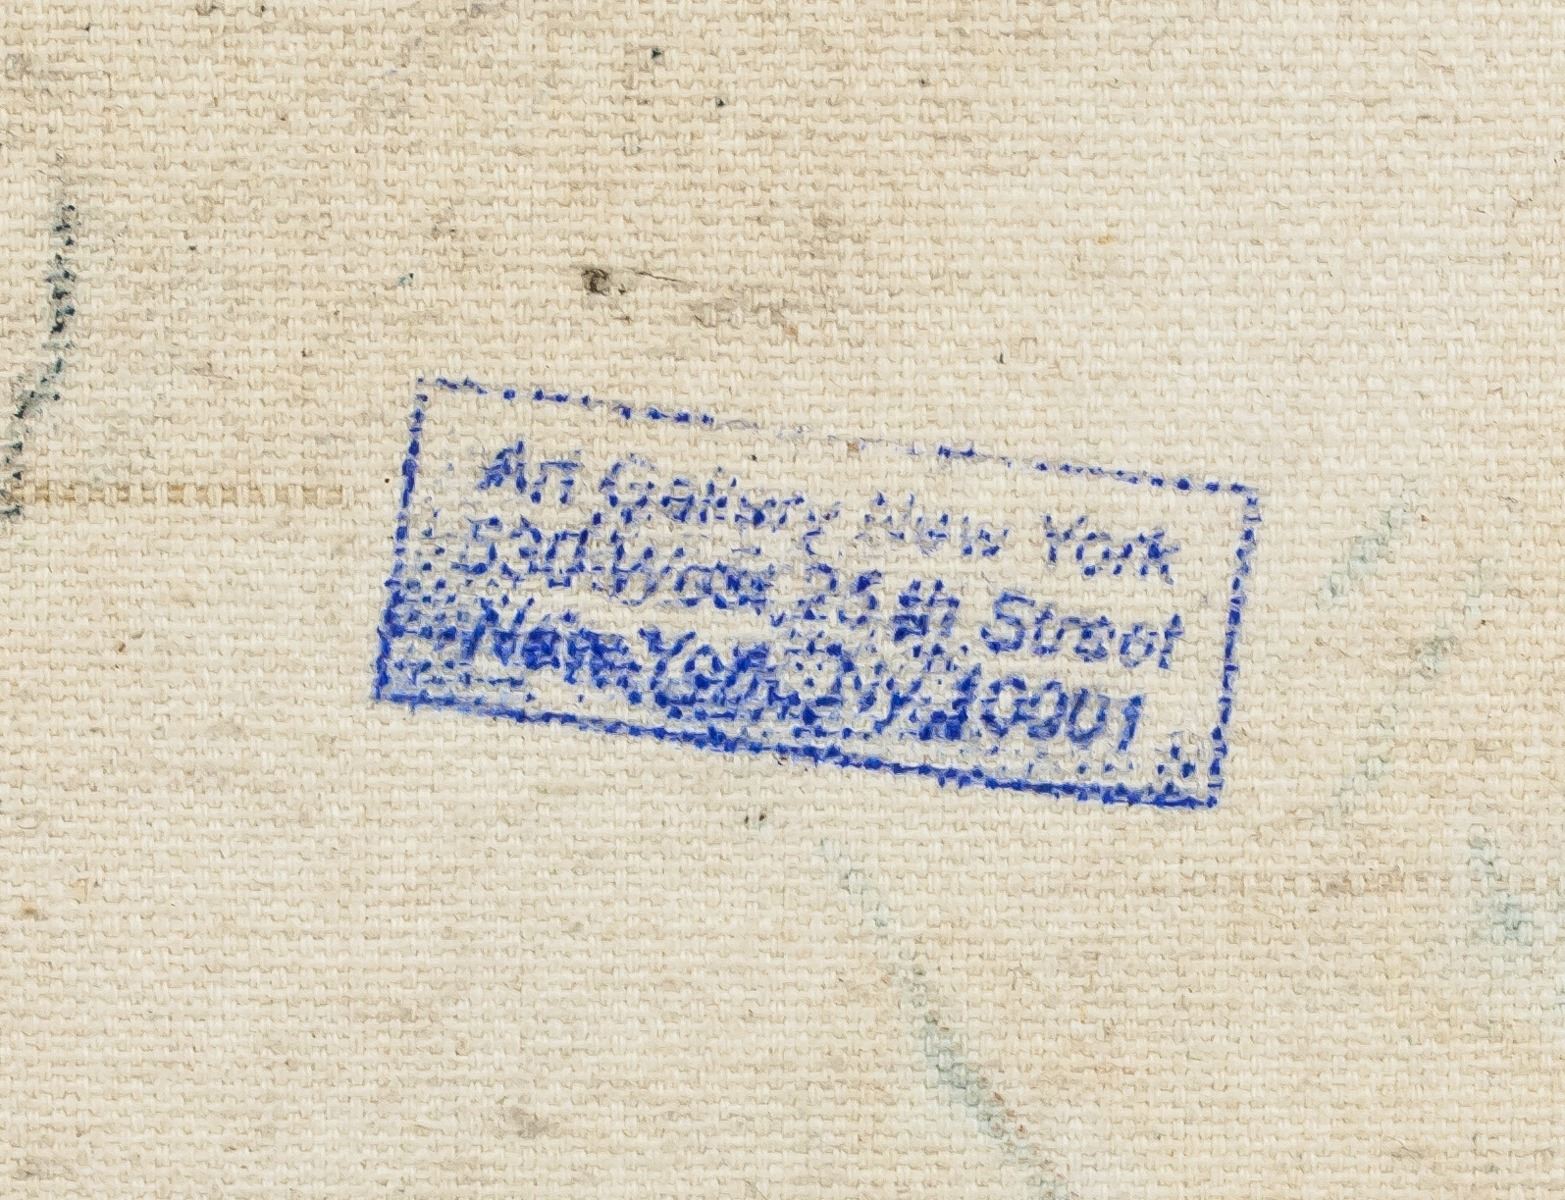 Art Gallery New York
530 West 25 th Street
New York, NY 10001